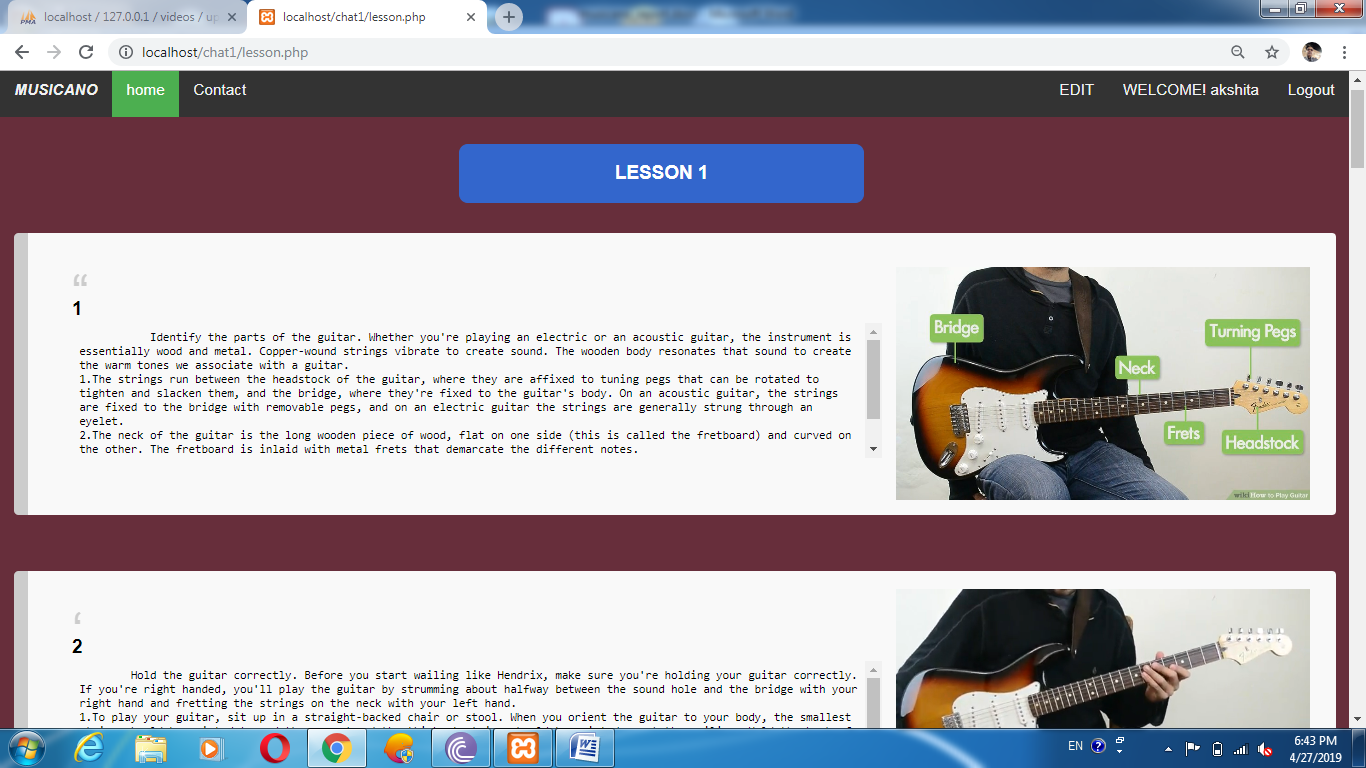 localhost / 127.0.0.1 / videos / up
localhost/chat1/lesson.php
localhost/chat1/lesson.php
MUSICANO home Contact EDIT WELCOME! akshita Logout
LESSON 1
“
1
Identify the parts of the guitar. Whether you're playing an electric or an acoustic guitar, the instrument is
essentially wood and metal. Copper-wound strings vibrate to create sound. The wooden body resonates that sound to create
the warm tones we associate with a guitar.
1.The strings run between the headstock of the guitar, where they are affixed to tuning pegs that can be rotated to
tighten and slacken them, and the bridge, where they're fixed to the guitar's body. On an acoustic guitar, the strings
are fixed to the bridge with removable pegs, and on an electric guitar the strings are generally strung through an
eyelet.
2.The neck of the guitar is the long wooden piece of wood, flat on one side (this is called the fretboard) and curved on
the other. The fretboard is inlaid with metal frets that demarcate the different notes.
Bridge
Turning Pegs
Neck
Frets
Headstock
wikiHow to Play Guitar
‘
2
Hold the guitar correctly. Before you start wailing like Hendrix, make sure you're holding your guitar correctly.
If you're right handed, you'll play the guitar by strumming about halfway between the sound hole and the bridge with your
right hand and fretting the strings on the neck with your left hand.
1.To play your guitar, sit up in a straight-backed chair or stool. When you orient the guitar to your body, the smallest
EN
6:43 PM
4/27/2019